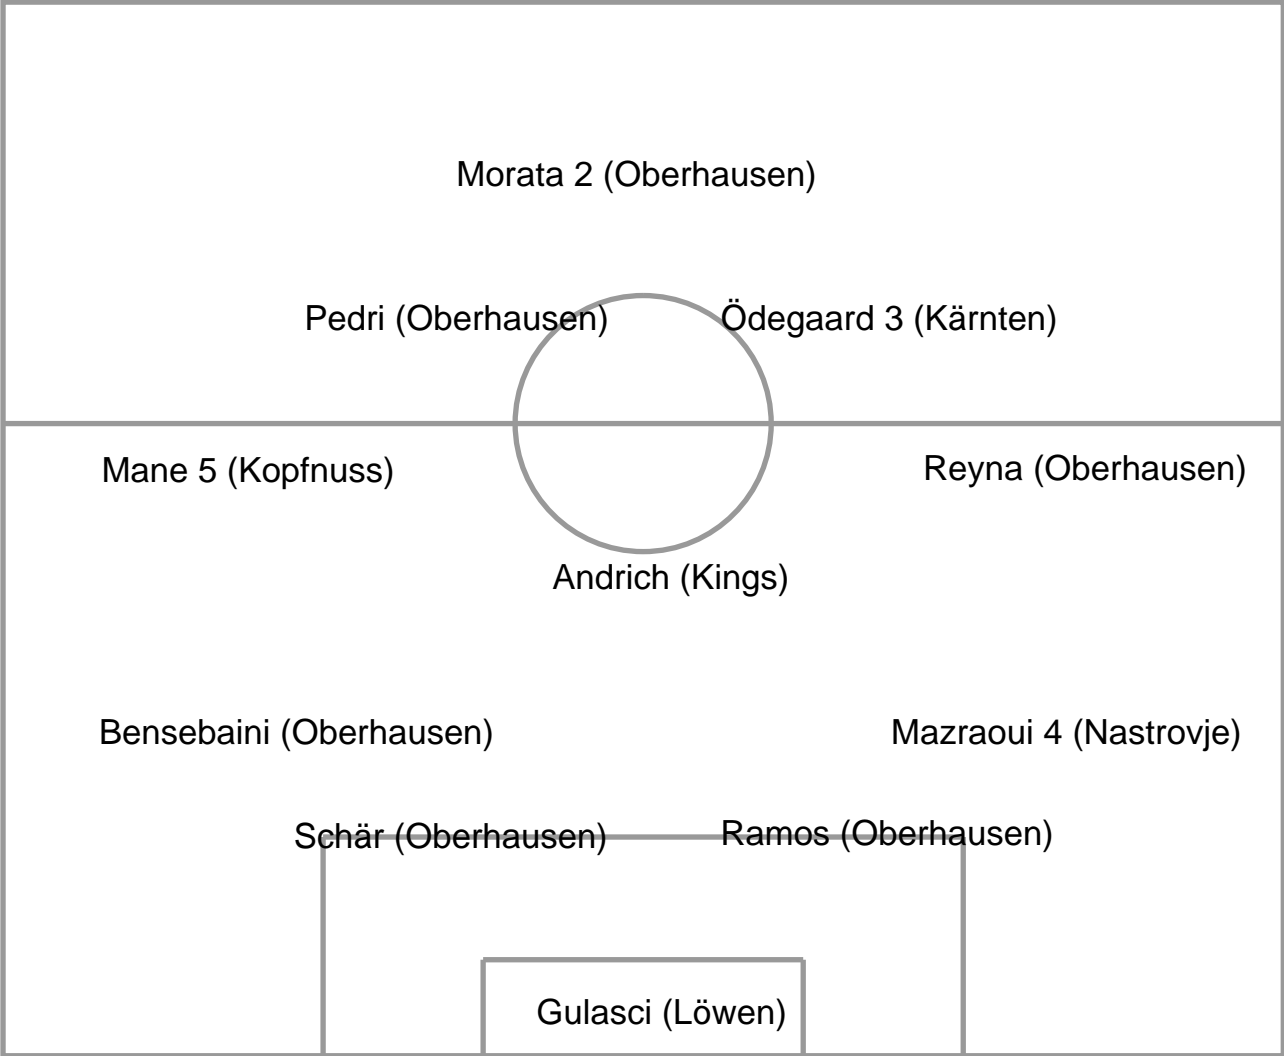 Morata 2 (Oberhausen)
Pedri (Oberhausen)
Ödegaard 3 (Kärnten)
Mane 5 (Kopfnuss)
Reyna (Oberhausen)
Andrich (Kings)
Bensebaini (Oberhausen)
Mazraoui 4 (Nastrovje)
Schär (Oberhausen)
Ramos (Oberhausen)
Gulasci (Löwen)